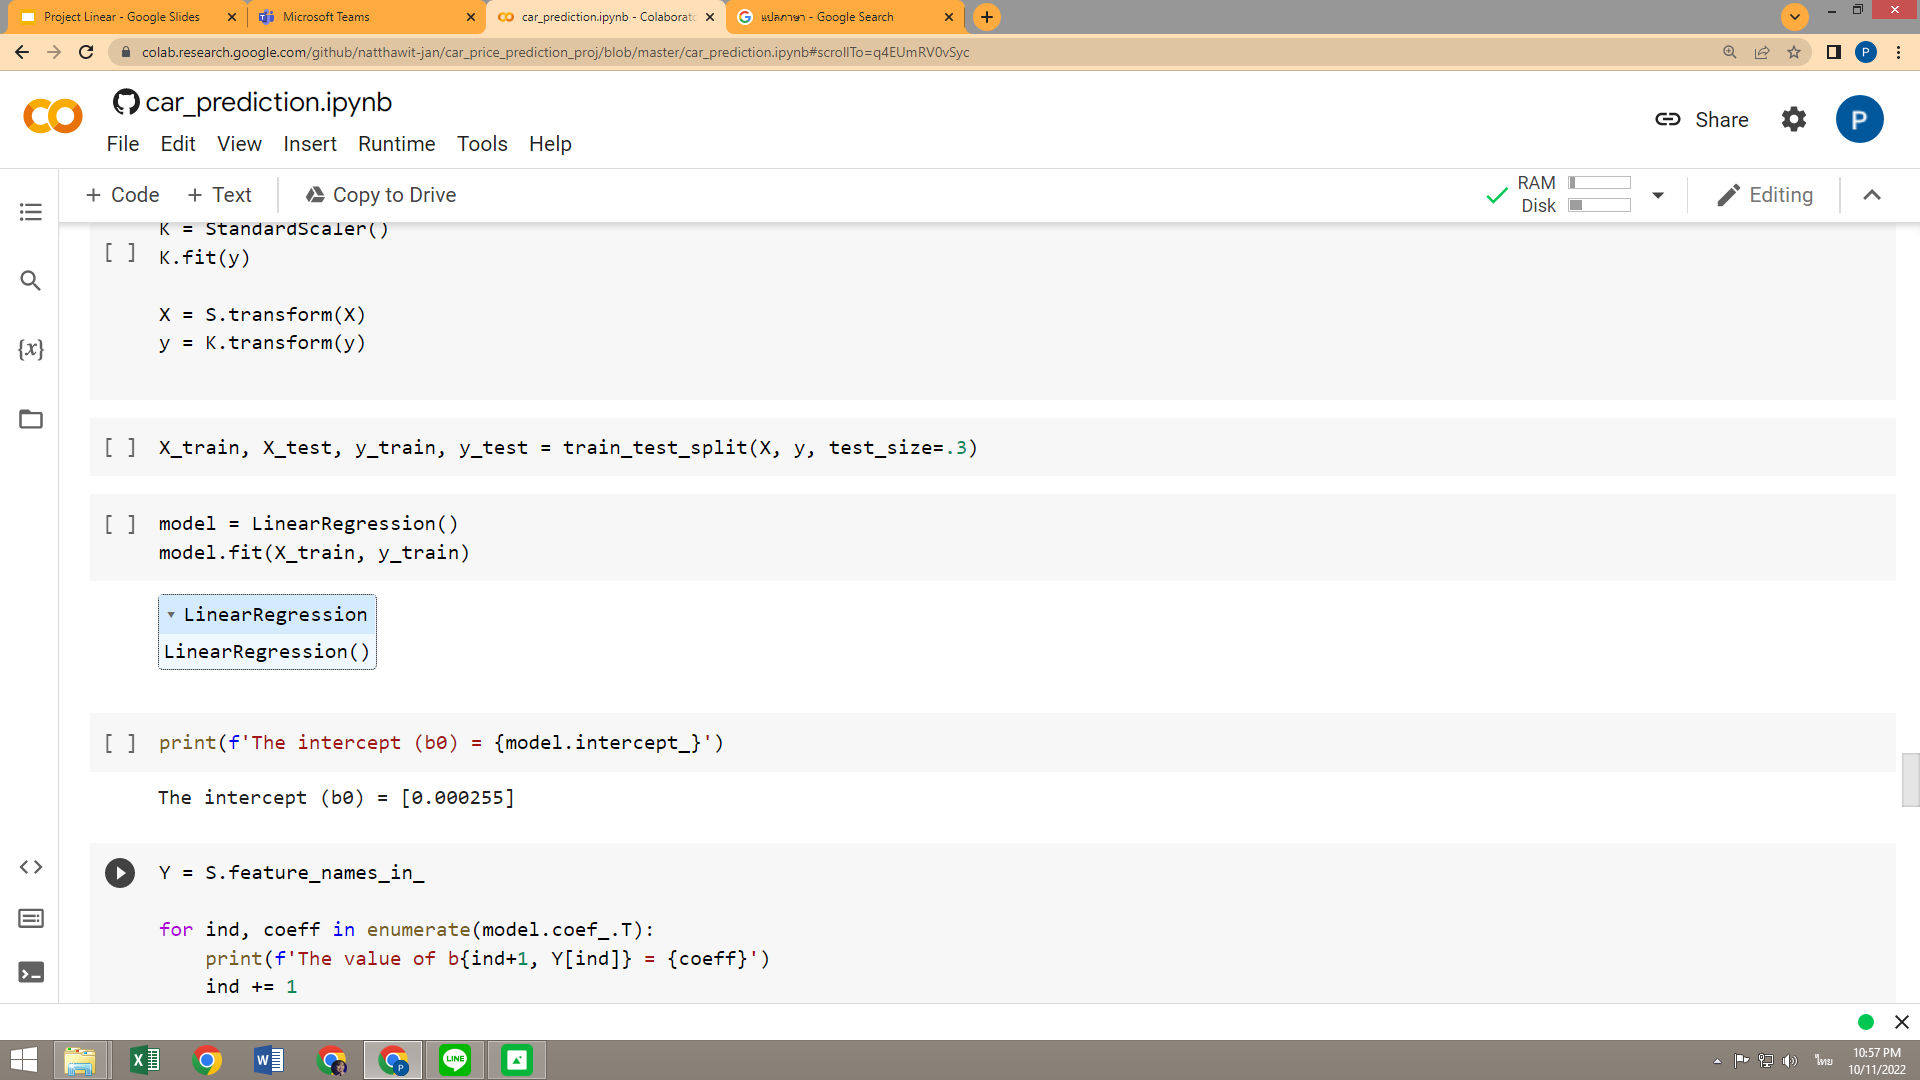 Project Linear - Google Slides
Microsoft Teams
car_prediction.ipynb - Colaborato
แปลภาษา - Google Search
colab.research.google.com/github/natthawit-jan/car_price_prediction_proj/blob/master/car_prediction.ipynb#scrollTo=q4EUmRV0vSyc
P
car_prediction.ipynb
Share
P
File Edit View Insert Runtime Tools Help
+ Code + Text Copy to Drive
RAM
Disk
Editing
K = StandardScaler()
[ ] K.fit(y)
X = S.transform(X)
y = K.transform(y)
{x}
[ ] X_train, X_test, y_train, y_test = train_test_split(X, y, test_size=.3)
[ ] model = LinearRegression()
model.fit(X_train, y_train)
LinearRegression
LinearRegression()
[ ] print(f'The intercept (b0) = {model.intercept_}')
The intercept (b0) = [0.000255]
Y = S.feature_names_in_
for ind, coeff in enumerate(model.coef_.T):
print(f'The value of b{ind+1, Y[ind]} = {coeff}')
ind += 1
LINE
ไทย
10:57 PM
10/11/2022